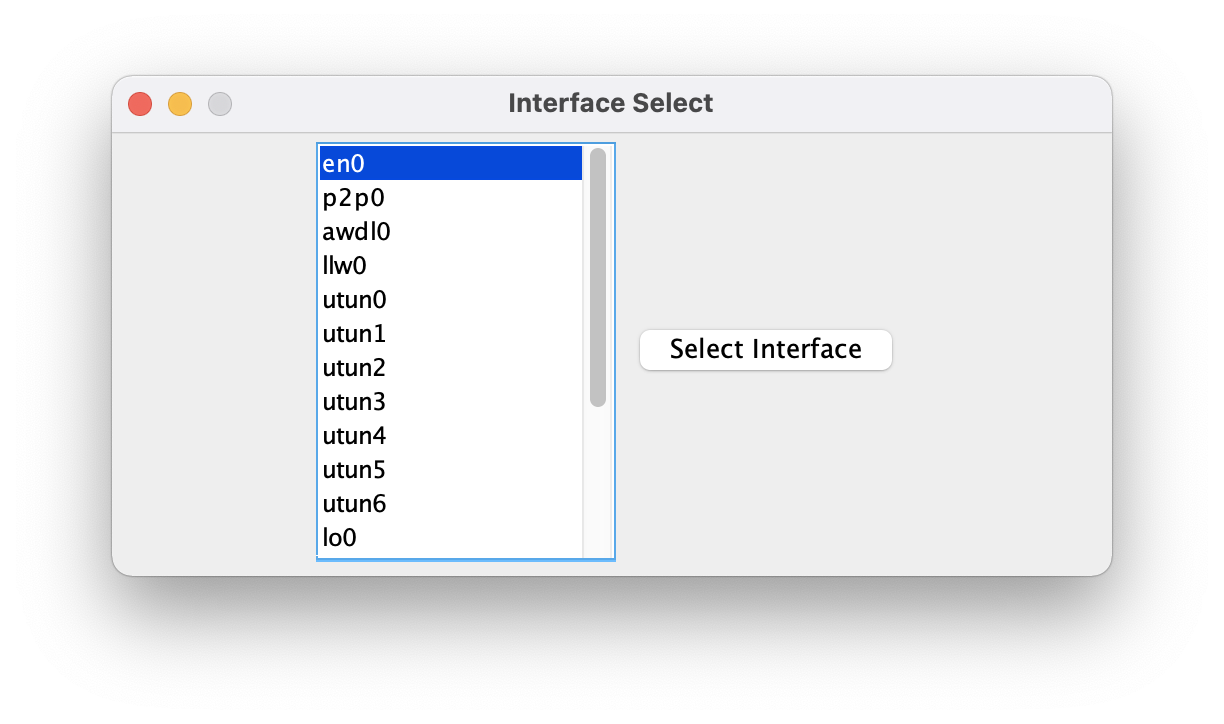 Interface Select
en0
p2p0
awdl0
llw0
utun0
utun1
utun2
utun3
utun4
utun5
utun6
lo0
Select Interface